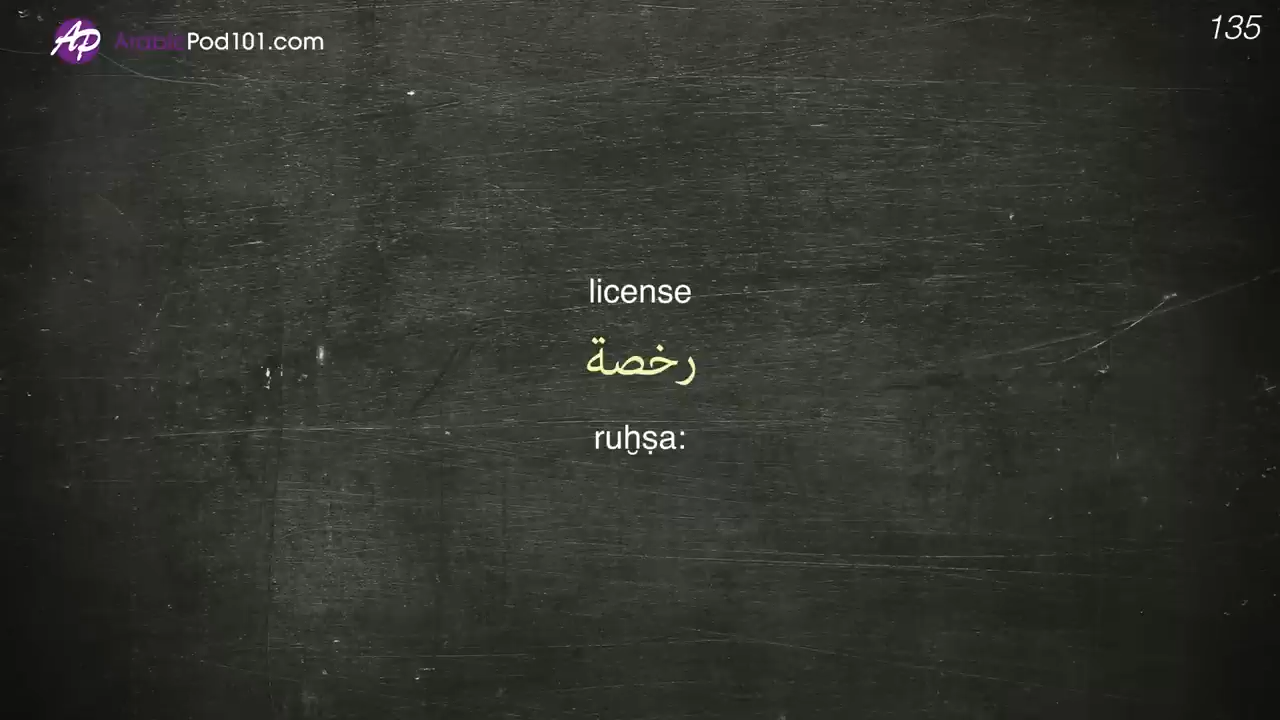 ArabicPod101.com
135
license
رخصة
ruḫṣa: